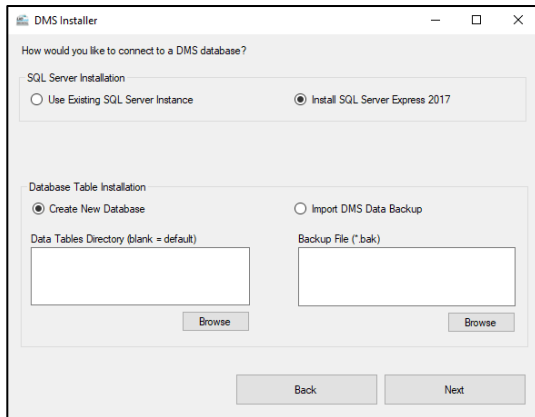 DMS Installer
How would you like to connect to a DMS database?
SQL Server Installation
Use Existing SQL Server Instance
Install SQL Server Express 2017
Database Table Installation
Create New Database
Import DMS Data Backup
Data Tables Directory (blank = default)
Backup File (*.bak)
Browse
Browse
Back
Next